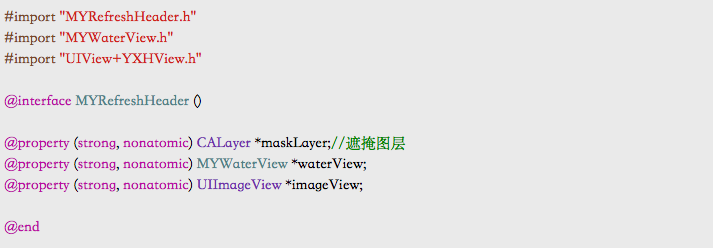 #import "MYRefreshHeader.h"
#import "MYWaterView.h"
#import "UIView+YXHView.h"
@interface MYRefreshHeader ()
@property (strong, nonatomic) CALayer *maskLayer;//遮掩图层
@property (strong, nonatomic) MYWaterView *waterView;
@property (strong, nonatomic) UIImageView *imageView;
@end